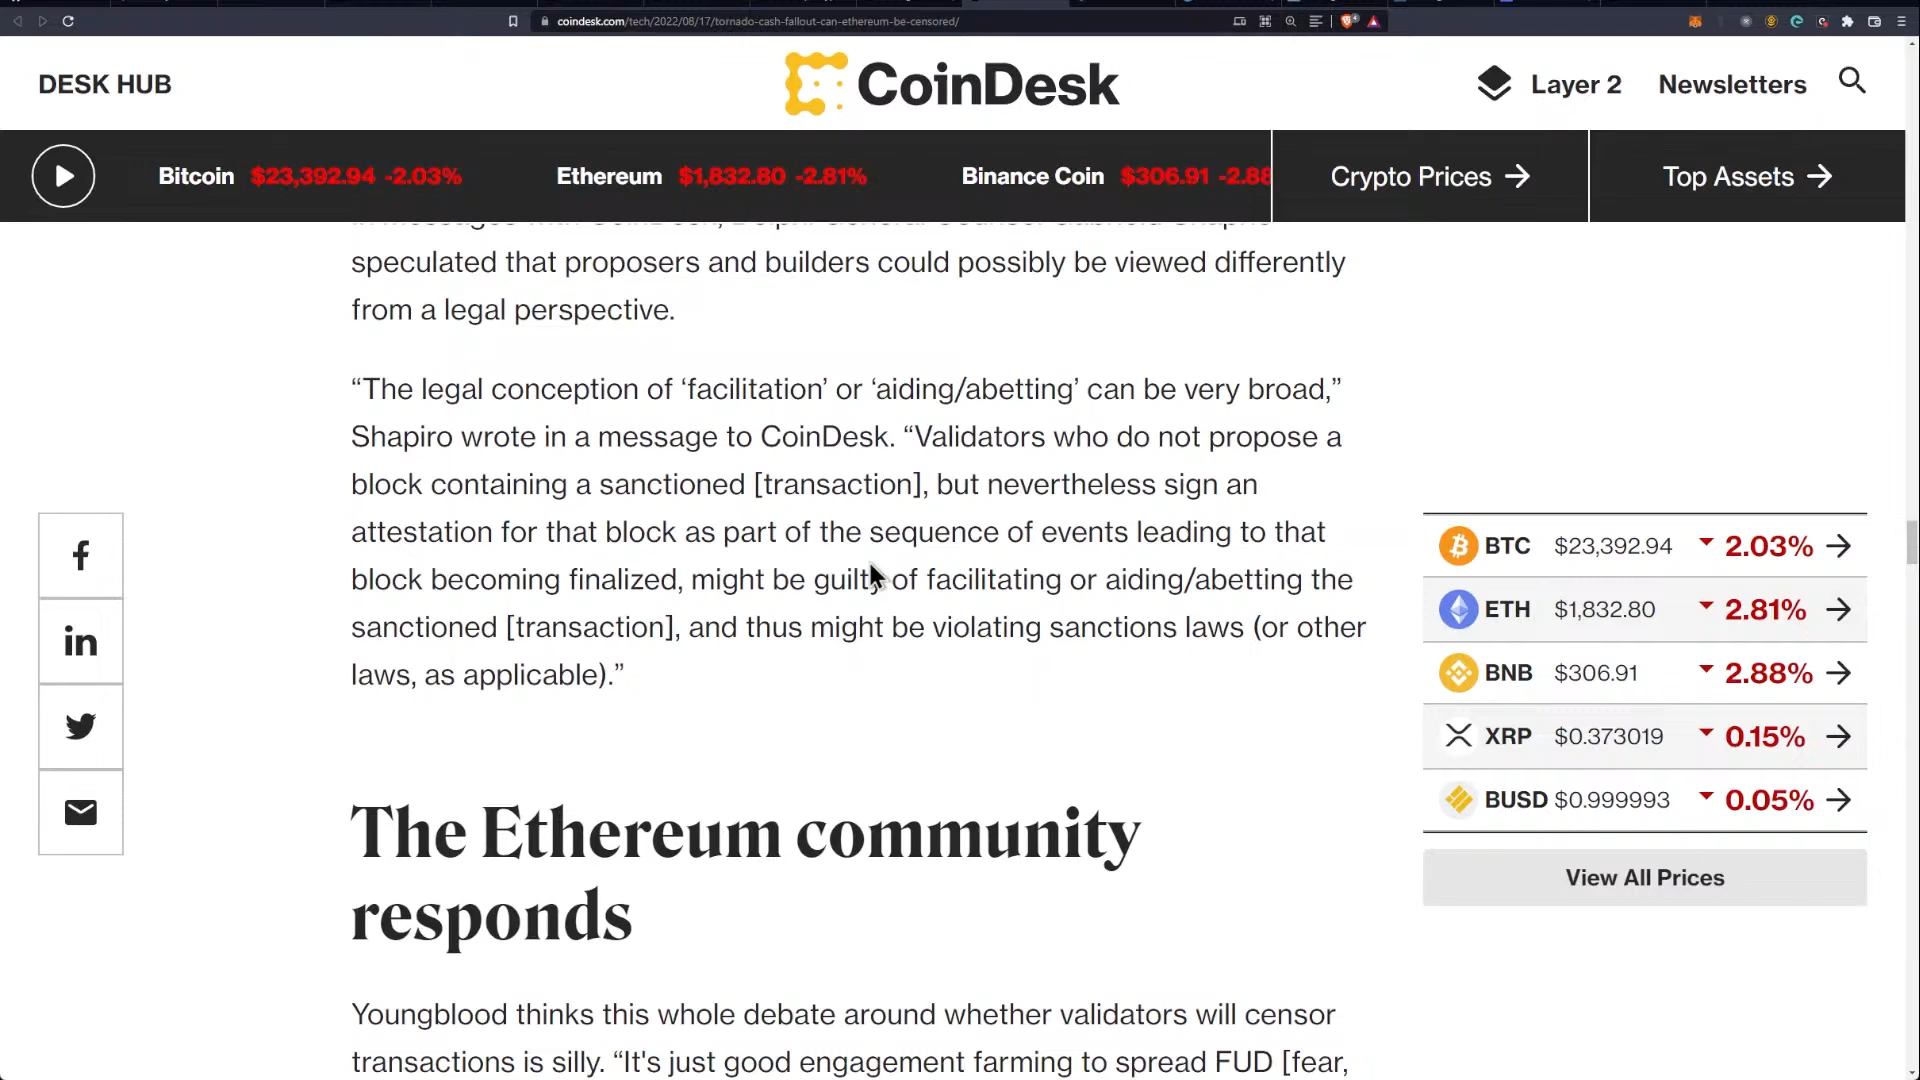 coindesk.com/tech/2022/08/17/tornado-cash-fallout-can-ethereum-be-censored/
DESK HUB
CoinDesk
Layer 2
Newsletters
Bitcoin $23,392.94 -2.03%
Ethereum $1,832.80 -2.81%
Binance Coin $306.91 -2.88
Crypto Prices →
Top Assets →
speculated that proposers and builders could possibly be viewed differently
from a legal perspective.
“The legal conception of ‘facilitation’ or ‘aiding/abetting’ can be very broad,”
Shapiro wrote in a message to CoinDesk. “Validators who do not propose a
block containing a sanctioned [transaction], but nevertheless sign an
attestation for that block as part of the sequence of events leading to that
block becoming finalized, might be guilty of facilitating or aiding/abetting the
sanctioned [transaction], and thus might be violating sanctions laws (or other
laws, as applicable).”
The Ethereum community
responds
Youngblood thinks this whole debate around whether validators will censor
transactions is silly. “It's just good engagement farming to spread FUD [fear,
BTC $23,392.94 2.03% →
ETH $1,832.80 2.81% →
BNB $306.91 2.88% →
XRP $0.373019 0.15% →
BUSD $0.999993 0.05% →
View All Prices